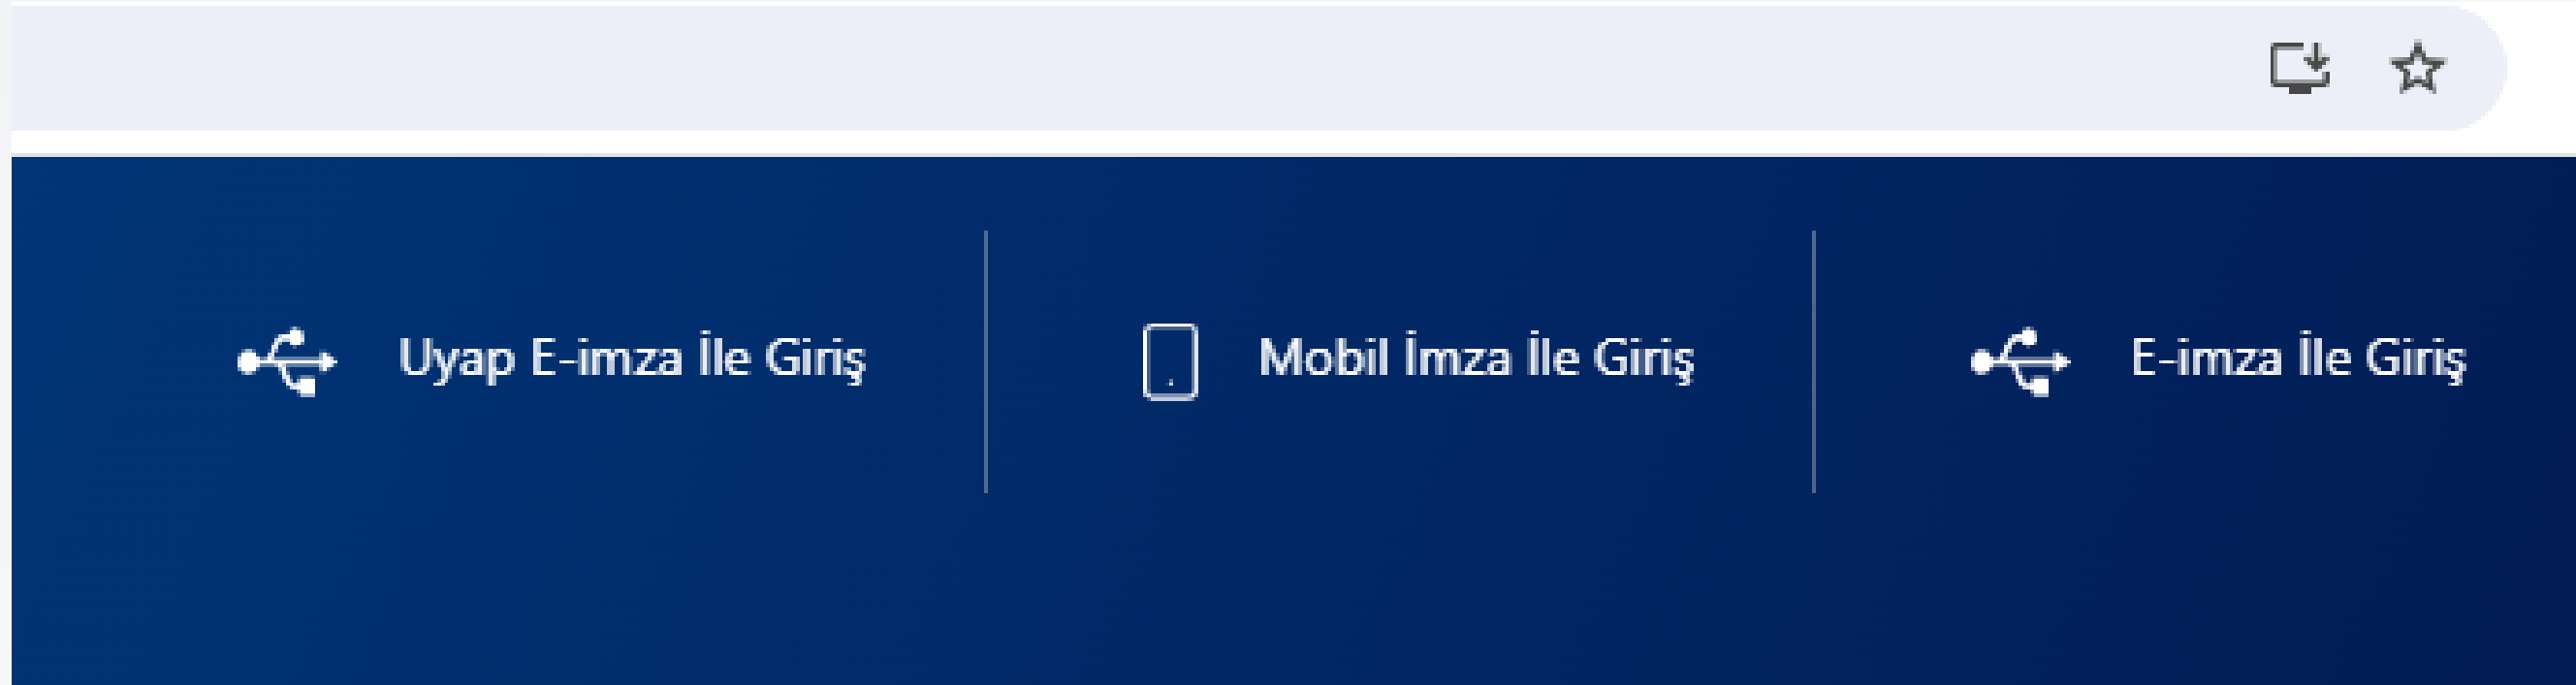 Uyap E-imza İle Giriş
Mobil İmza İle Giriş
E-imza İle Giriş